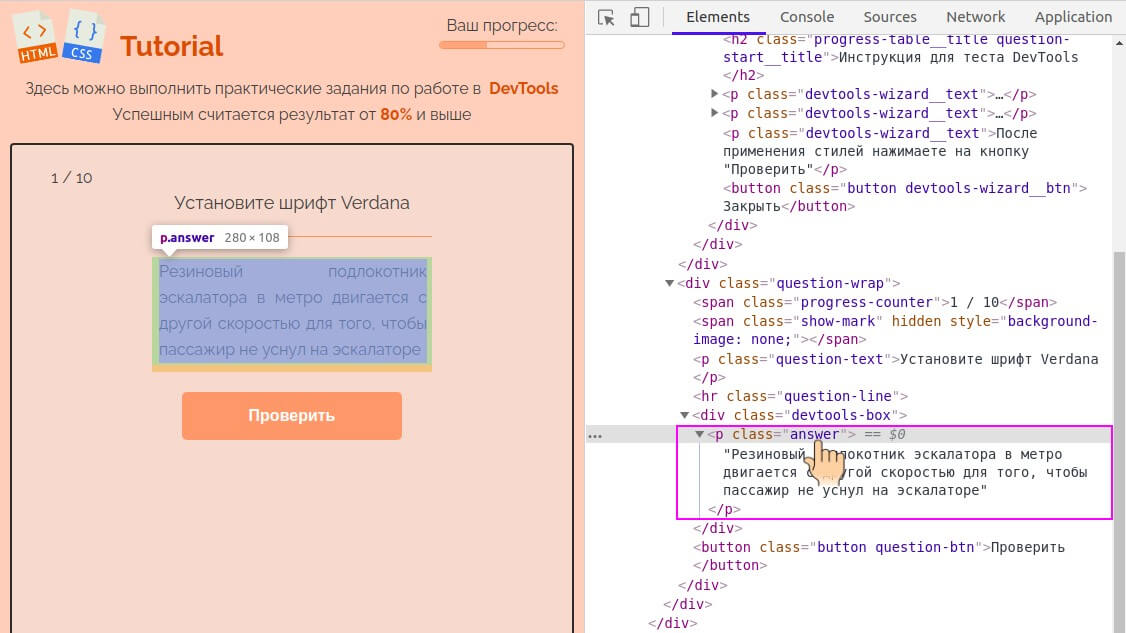 HTML
CSS
Tutorial
Ваш прогресс:
Здесь можно выполнить практические задания по работе в DevTools
Успешным считается результат от 80% и выше
1 / 10
Установите шрифт Verdana
p.answer 280 × 108
Резиновый подлокотник
эскалатора в метро двигается с
другой скоростью для того, чтобы
пассажир не уснул на эскалаторе
Проверить
Elements Console Sources Network Application
<h2 class="progress-table__title question-
start__title">Инструкция для теста DevTools
</h2>
<p class="devtools-wizard__text">…</p>
<p class="devtools-wizard__text">…</p>
<p class="devtools-wizard__text">После
применения стилей нажимаете на кнопку
"Проверить"</p>
<button class="button devtools-wizard__btn">
Закрыть</button>
</div>
</div>
</div>
<div class="question-wrap">
<span class="progress-counter">1 / 10</span>
<span class="show-mark" hidden style="background-
image: none;"></span>
<p class="question-text">Установите шрифт Verdana
</p>
<hr class="question-line">
<div class="devtools-box">
… <p class="answer"> == $0
"Резиновый подлокотник эскалатора в метро
двигается с другой скоростью для того, чтобы
пассажир не уснул на эскалаторе"
</p>
</div>
<button class="button question-btn">Проверить
</button>
</div>
</div>
</div>